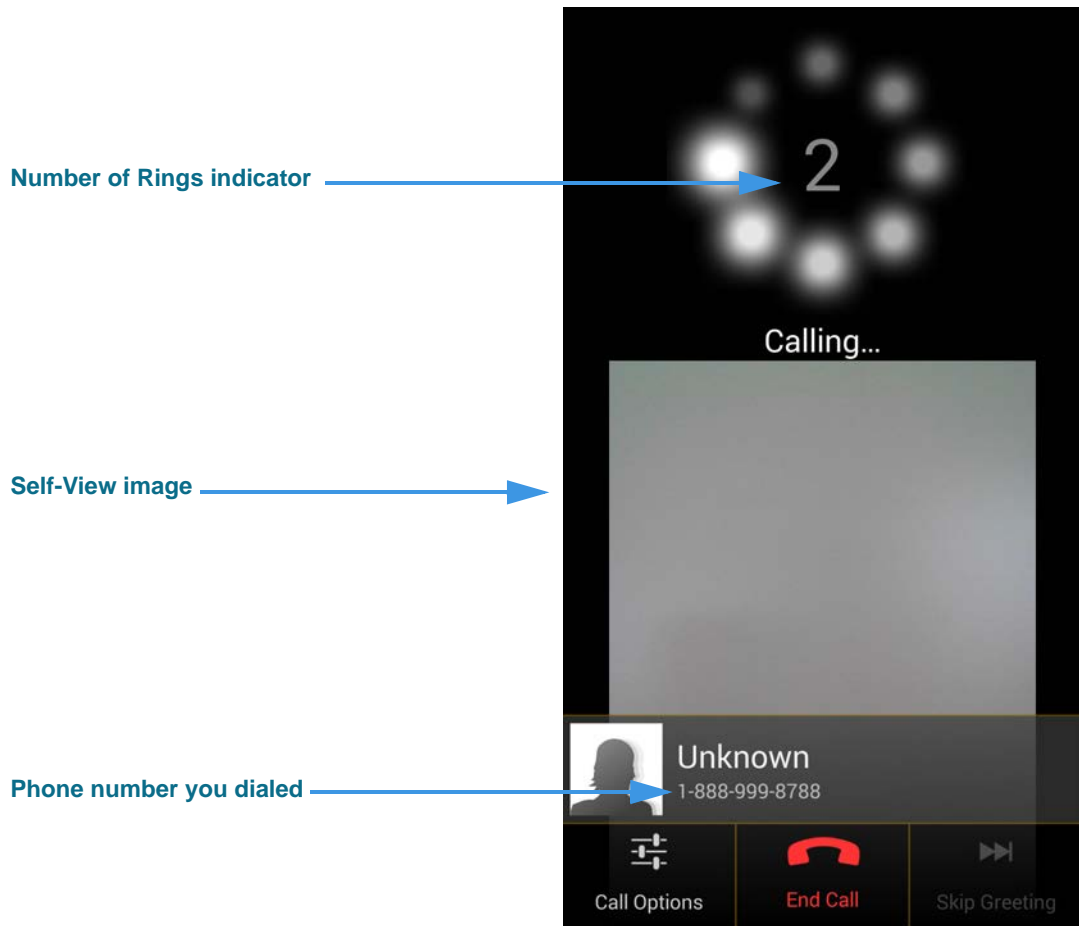 Number of Rings indicator
2
Calling...
Self-View image
Unknown
Phone number you dialed
1-888-999-8788
Call Options
End Call
Skip Greeting